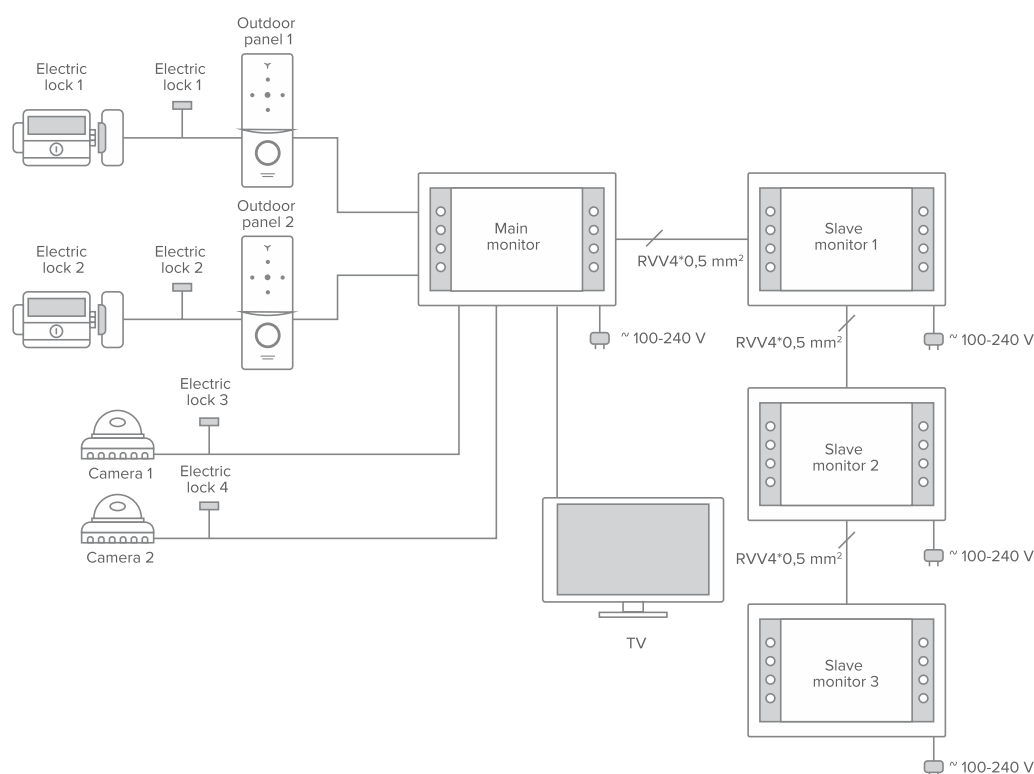 Outdoor
panel 1
Electric
lock 1
Electric
lock 1
Outdoor
panel 2
Electric
lock 2
Electric
lock 2
Main
monitor
RVV4*0,5 mm²
Slave
monitor 1
~ 100-240 V
RVV4*0,5 mm²
~ 100-240 V
Electric
lock 3
Camera 1
Electric
lock 4
Camera 2
Slave
monitor 2
RVV4*0,5 mm²
~ 100-240 V
TV
Slave
monitor 3
~ 100-240 V